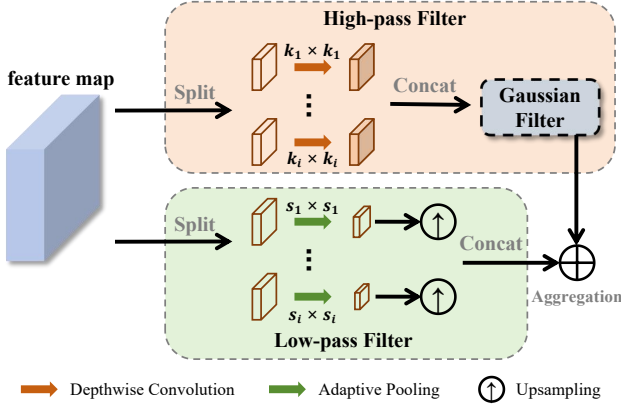 High-pass Filter
feature map
Split
k₁ × k₁
⋮
kᵢ × kᵢ
Concat
Gaussian
Filter
Split
s₁ × s₁
⋮
sᵢ × sᵢ
Concat
Aggregation
Low-pass Filter
Depthwise Convolution
Adaptive Pooling
Upsampling